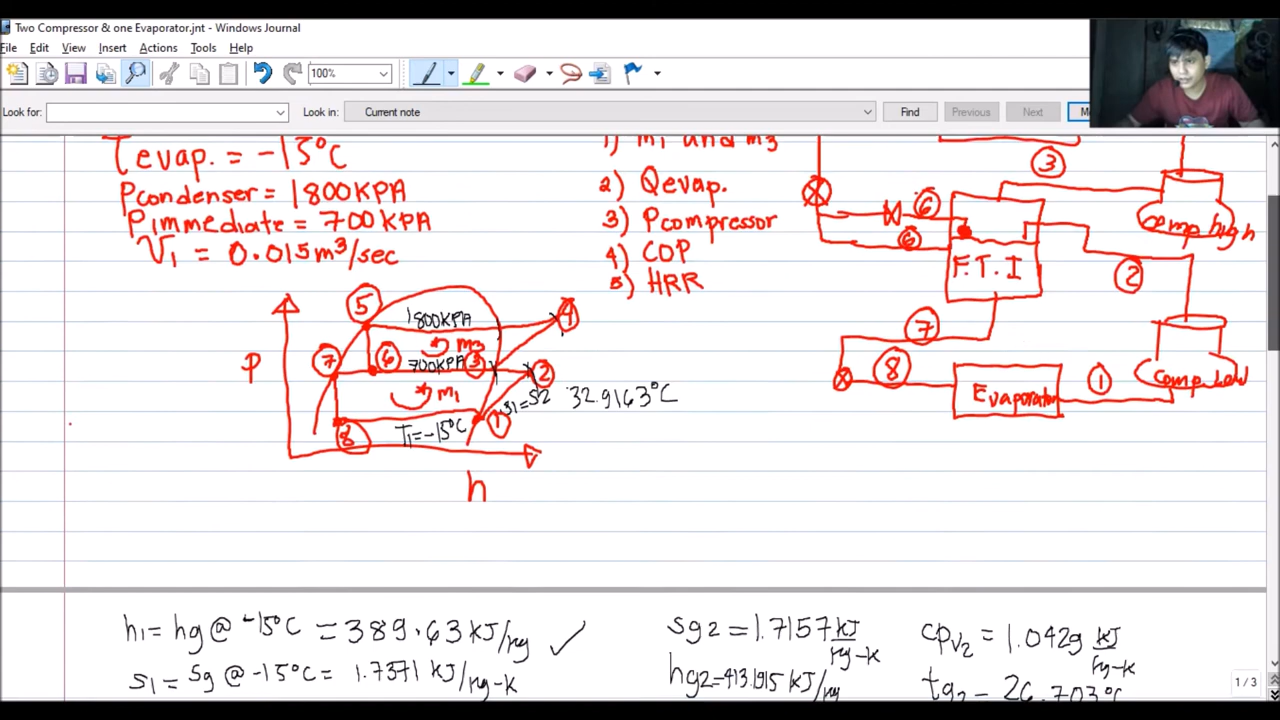 Two Compressor & one Evaporator.jnt - Windows Journal
File Edit View Insert Actions Tools Help
100%
Look for: Look in: Current note Find Previous Next
T evap. = -15°C
Pcondenser = 1800KPA
Pimmediate = 700KPA
V1 = 0.015m³/sec
1) m1 and m3
2) Qevap.
3) Pcompressor
4) COP
5) HRR
3
6
6
Comp high
F.T.I
2
7
8
Evaporator
1
Comp Low
5
1800KPA
4
P
7
6
m3
700KPA
3
2
m1
S1=S2
32.9163°C
8
T1=-15°C
1
h
h1= hg @ -15°C = 389.63 KJ/kg
s1 = sg @ -15°C = 1.7371 KJ/kg-K
sg2 = 1.7157 KJ/kg-K
hg2=413.1915 KJ/kg
cpv2 = 1.0429 KJ/kg-K
tg2 = 26.703°C
1 / 3